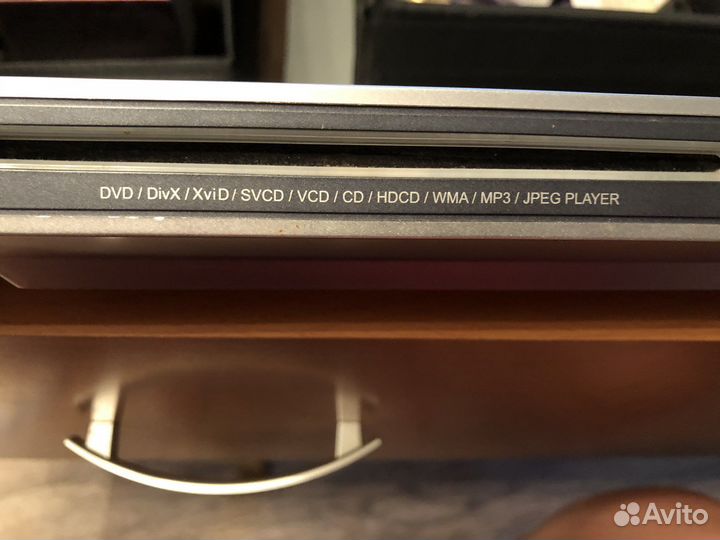 DVD / DivX / XviD / SVCD / VCD / CD / HDCD / WMA / MP3 / JPEG PLAYER
Avito